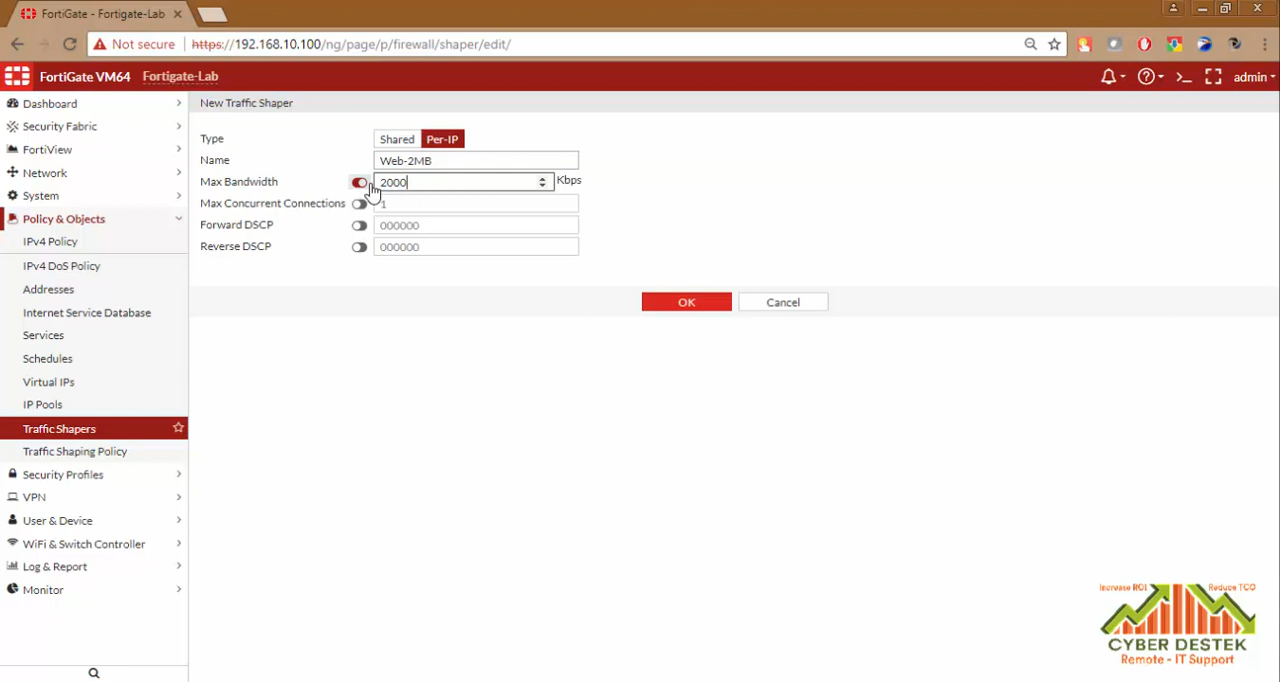 FortiGate - Fortigate-Lab
Not secure https://192.168.10.100/ng/page/p/firewall/shaper/edit/
FortiGate VM64 Fortigate-Lab
admin
Dashboard
Security Fabric
FortiView
Network
System
Policy & Objects
IPv4 Policy
IPv4 DoS Policy
Addresses
Internet Service Database
Services
Schedules
Virtual IPs
IP Pools
Traffic Shapers
Traffic Shaping Policy
Security Profiles
VPN
User & Device
WiFi & Switch Controller
Log & Report
Monitor
New Traffic Shaper
Type Shared Per-IP
Name Web-2MB
Max Bandwidth 2000 Kbps
Max Concurrent Connections 1
Forward DSCP 000000
Reverse DSCP 000000
OK Cancel
Increase ROI Reduce TCO
CYBER DESTEK
Remote - IT Support